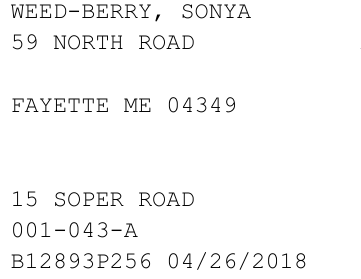 WEED-BERRY, SONYA
59 NORTH ROAD
FAYETTE ME 04349
15 SOPER ROAD
001-043-A
B12893P256 04/26/2018